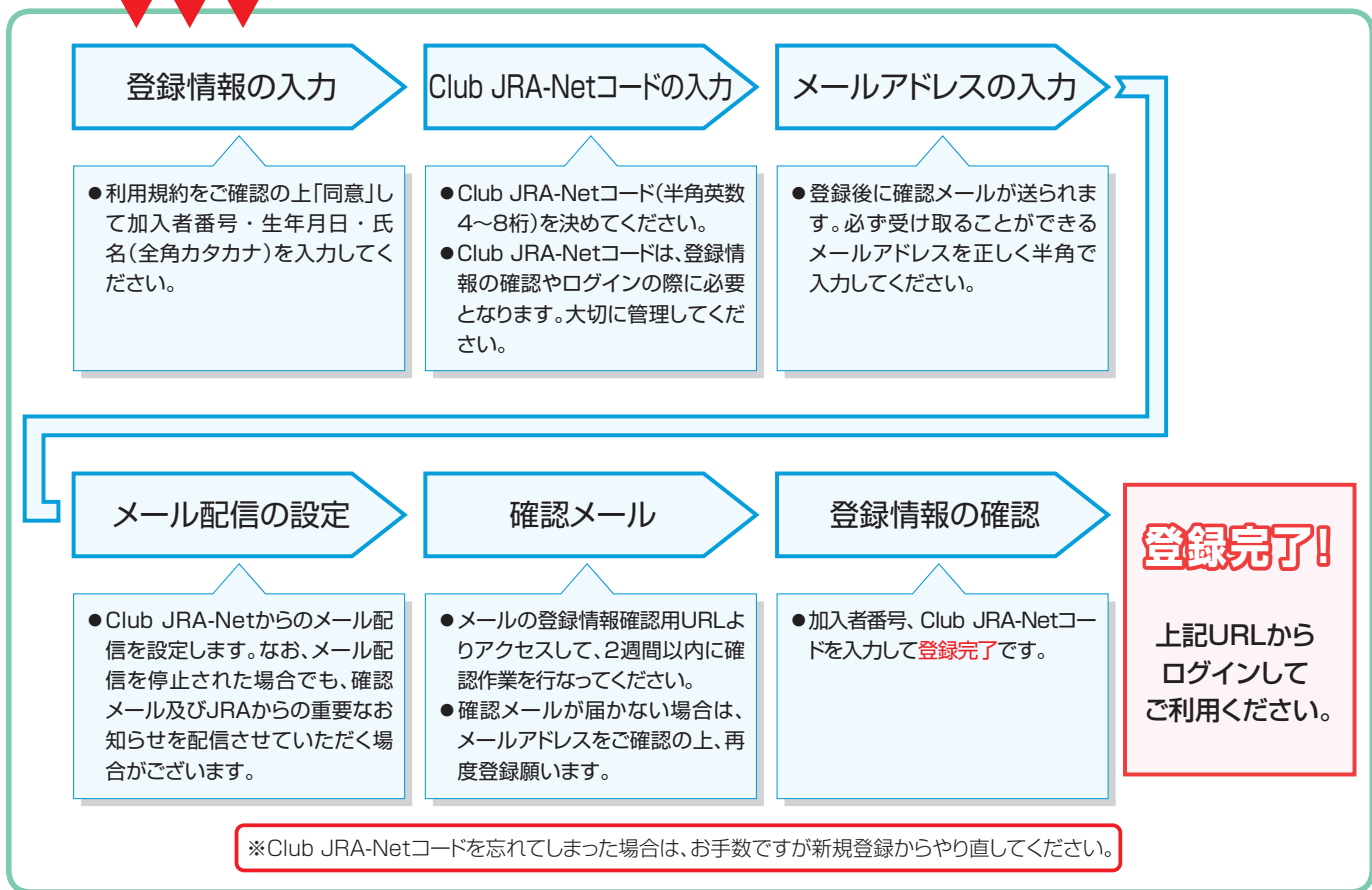 登録情報の入力
Club JRA-Netコードの入力
メールアドレスの入力
●利用規約をご確認の上「同意」し
て加入者番号・生年月日・氏
名(全角カタカナ)を入力してく
ださい。
●Club JRA-Netコード(半角英数
4〜8桁)を決めてください。
●Club JRA-Netコードは、登録情
報の確認やログインの際に必要
となります。大切に管理してくだ
さい。
●登録後に確認メールが送られま
す。必ず受け取ることができる
メールアドレスを正しく半角で
入力してください。
メール配信の設定
確認メール
登録情報の確認
●Club JRA-Netからのメール配
信を設定します。なお、メール配
信を停止された場合でも、確認
メール及びJRAからの重要なお
知らせを配信させていただく場
合がございます。
●メールの登録情報確認用URLよ
りアクセスして、2週間以内に確
認作業を行なってください。
●確認メールが届かない場合は、
メールアドレスをご確認の上、再
度登録願います。
●加入者番号、Club JRA-Netコー
ドを入力して登録完了です。
登録完了!
上記URLから
ログインして
ご利用ください。
※Club JRA-Netコードを忘れてしまった場合は、お手数ですが新規登録からやり直してください。